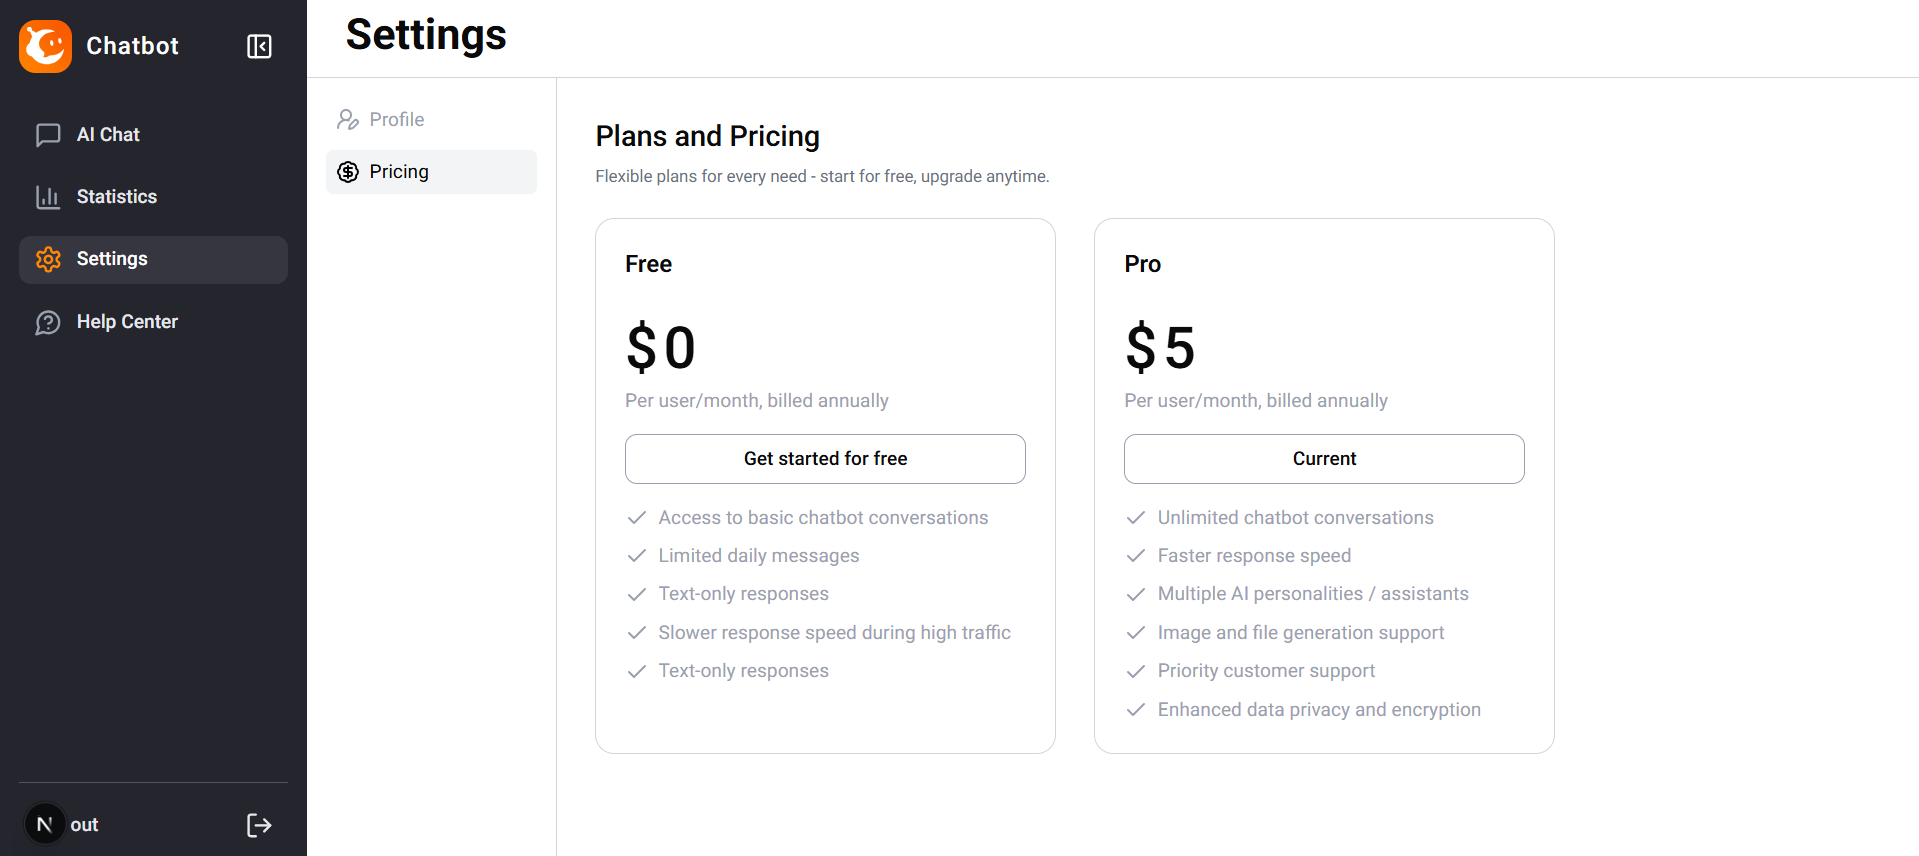 Chatbot
AI Chat
Statistics
Settings
Help Center
N out
Settings
Profile
Pricing
Plans and Pricing
Flexible plans for every need - start for free, upgrade anytime.
Free
$0
Per user/month, billed annually
Get started for free
Access to basic chatbot conversations
Limited daily messages
Text-only responses
Slower response speed during high traffic
Text-only responses
Pro
$5
Per user/month, billed annually
Current
Unlimited chatbot conversations
Faster response speed
Multiple AI personalities / assistants
Image and file generation support
Priority customer support
Enhanced data privacy and encryption